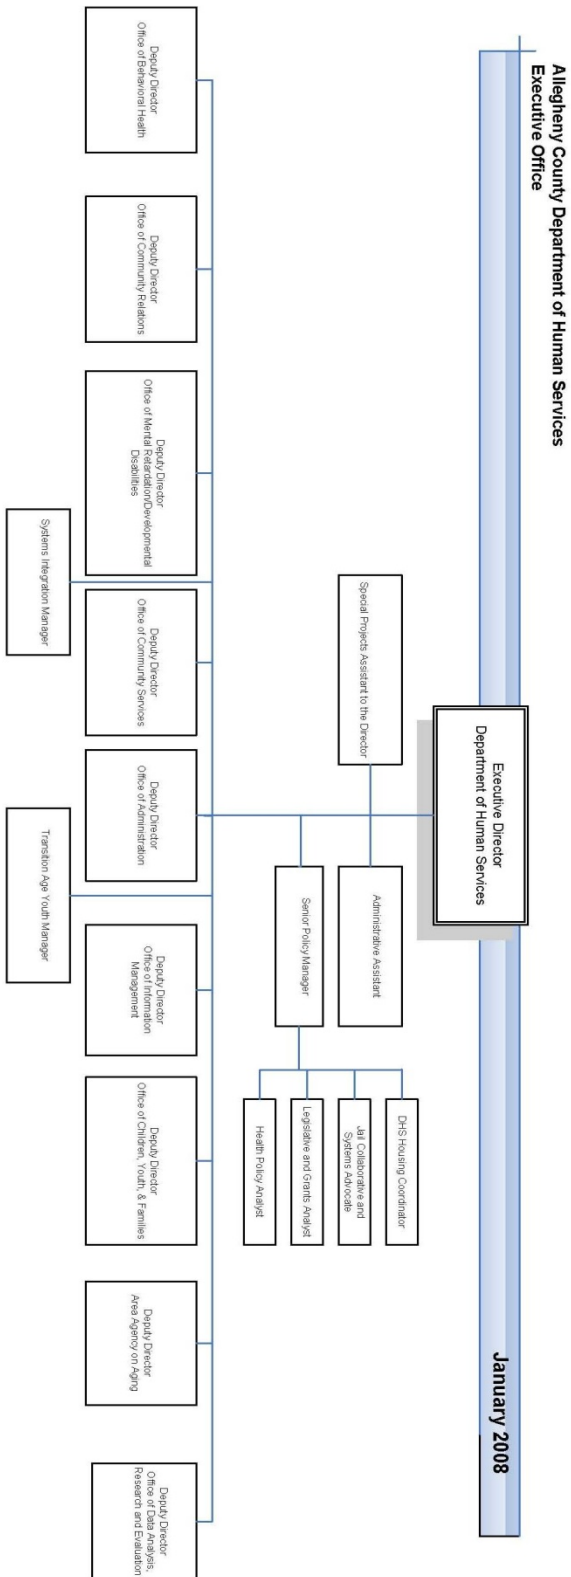 Allegheny County Department of Human Services
Executive Office
January 2008
Executive Director
Department of Human Services
Special Projects Assistant to the Director
Administrative Assistant
Senior Policy Manager
DHS Housing Coordinator
Jail Collaborative and
Systems Advocate
Legislative and Grants Analyst
Health Policy Analyst
Deputy Director
Office of Behavioral Health
Deputy Director
Office of Community Relations
Deputy Director
Office of Mental Retardation/Developmental
Disabilities
Deputy Director
Office of Community Services
Deputy Director
Office of Administration
Deputy Director
Office of Information
Management
Deputy Director
Office of Children, Youth, & Families
Deputy Director
Area Agency on Aging
Deputy Director
Office of Data Analysis,
Research and Evaluation
Systems Integration Manager
Transition Age Youth Manager